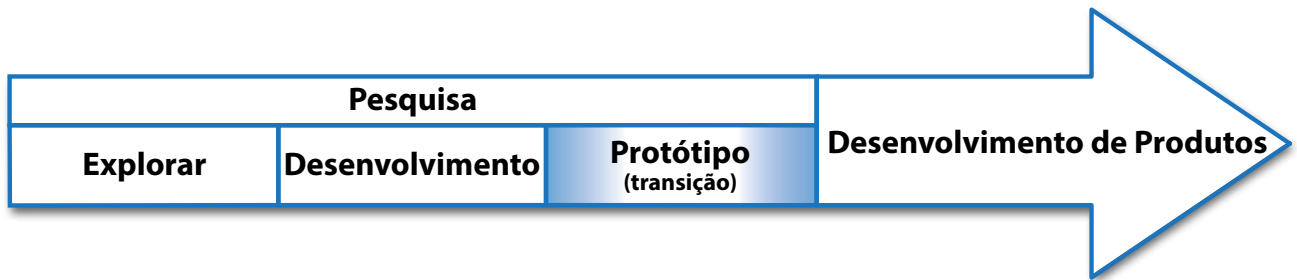 Pesquisa
Explorar
Desenvolvimento
Protótipo
(transição)
Desenvolvimento de Produtos